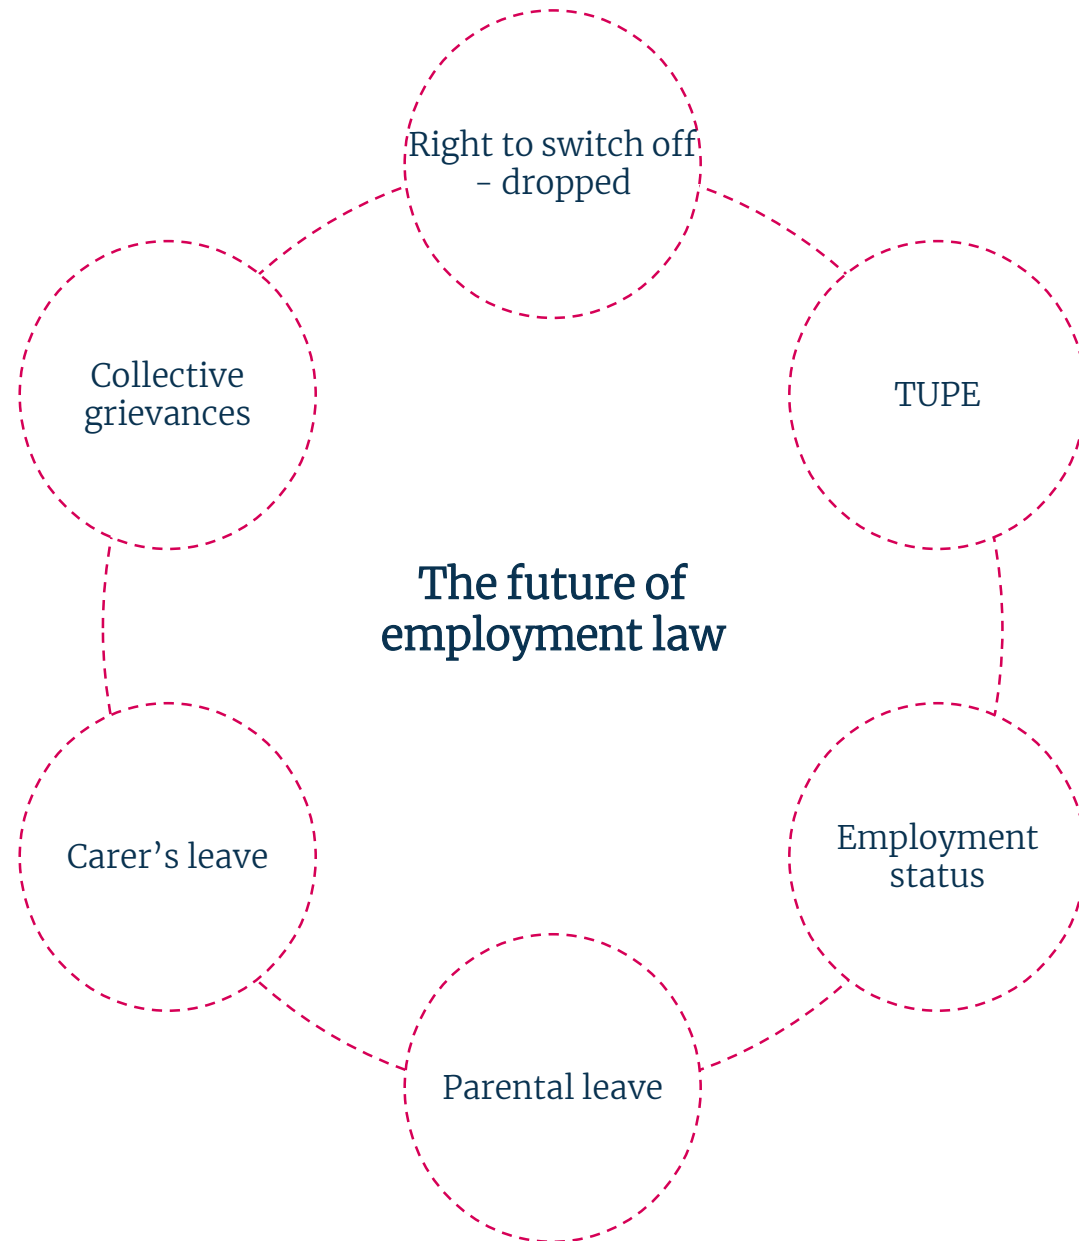 Right to switch off
- dropped
Collective
grievances
TUPE
The future of
employment law
Carer’s leave
Employment
status
Parental leave